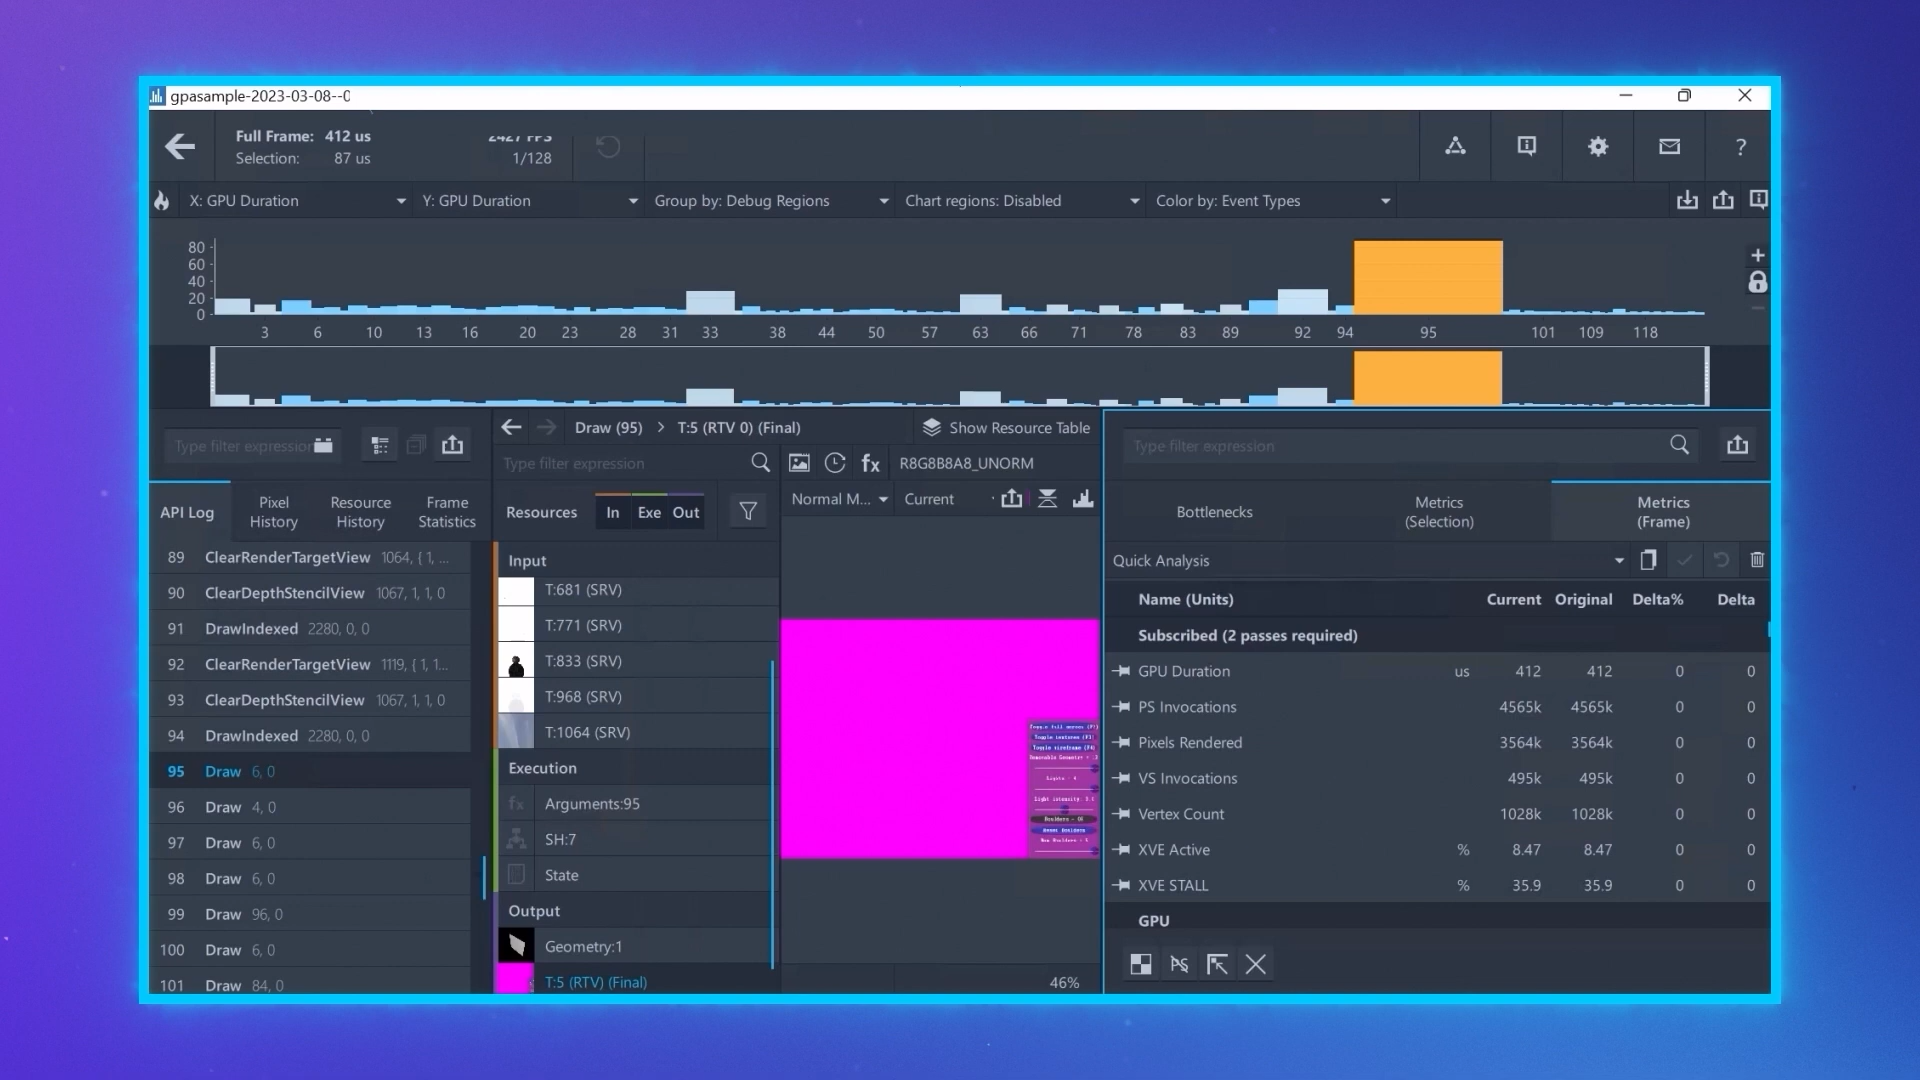 gpasample-2023-03-08--0
Full Frame: 412 us
Selection: 87 us
2427 FPS
1/128
?
X: GPU Duration
Y: GPU Duration
Group by: Debug Regions
Chart regions: Disabled
Color by: Event Types
80
60
40
20
0
3 6 10 13 16 20 23 28 31 33 38 44 50 57 63 66 71 78 83 89 92 94 95 101 109 118
Type filter expression
API Log
Pixel History
Resource History
Frame Statistics
89 ClearRenderTargetView 1064, { 1, ...
90 ClearDepthStencilView 1067, 1, 1, 0
91 DrawIndexed 2280, 0, 0
92 ClearRenderTargetView 1119, { 1, 1...
93 ClearDepthStencilView 1067, 1, 1, 0
94 DrawIndexed 2280, 0, 0
95 Draw 6, 0
96 Draw 4, 0
97 Draw 6, 0
98 Draw 6, 0
99 Draw 96, 0
100 Draw 6, 0
101 Draw 84, 0
Draw (95) > T:5 (RTV 0) (Final)
Show Resource Table
Type filter expression
fx
R8G8B8A8_UNORM
Resources
In Exe Out
Normal M...
Current
Input
T:681 (SRV)
T:771 (SRV)
T:833 (SRV)
T:968 (SRV)
T:1064 (SRV)
Execution
fx Arguments:95
SH:7
State
Output
Geometry:1
T:5 (RTV) (Final)
46%
Type filter expression
Bottlenecks
Metrics (Selection)
Metrics (Frame)
Quick Analysis
Name (Units) Current Original Delta% Delta
Subscribed (2 passes required)
GPU Duration us 412 412 0 0
PS Invocations 4565k 4565k 0 0
Pixels Rendered 3564k 3564k 0 0
VS Invocations 495k 495k 0 0
Vertex Count 1028k 1028k 0 0
XVE Active % 8.47 8.47 0 0
XVE STALL % 35.9 35.9 0 0
GPU
PS